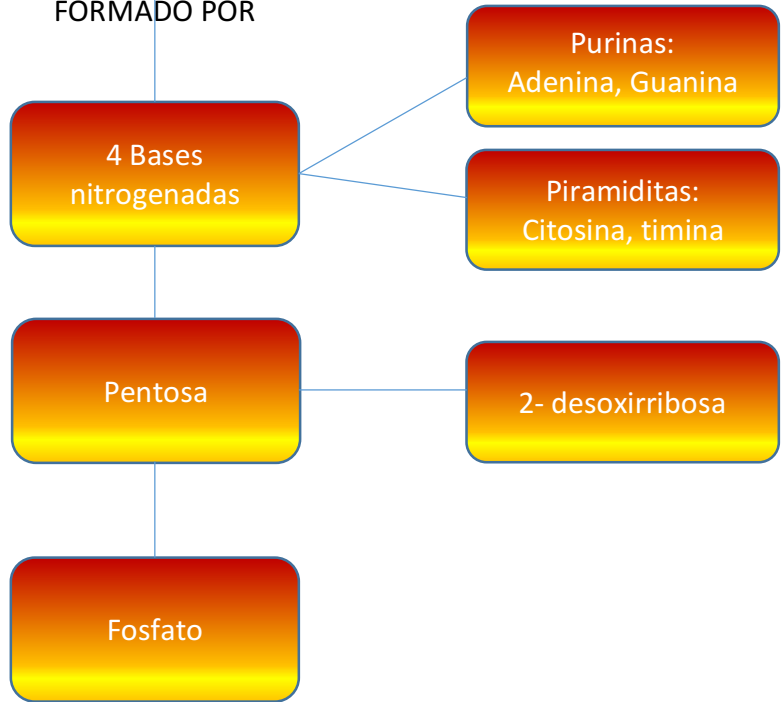 FORMADO POR
Purinas:
Adenina, Guanina
4 Bases
nitrogenadas
Piramiditas:
Citosina, timina
Pentosa
2- desoxirribosa
Fosfato